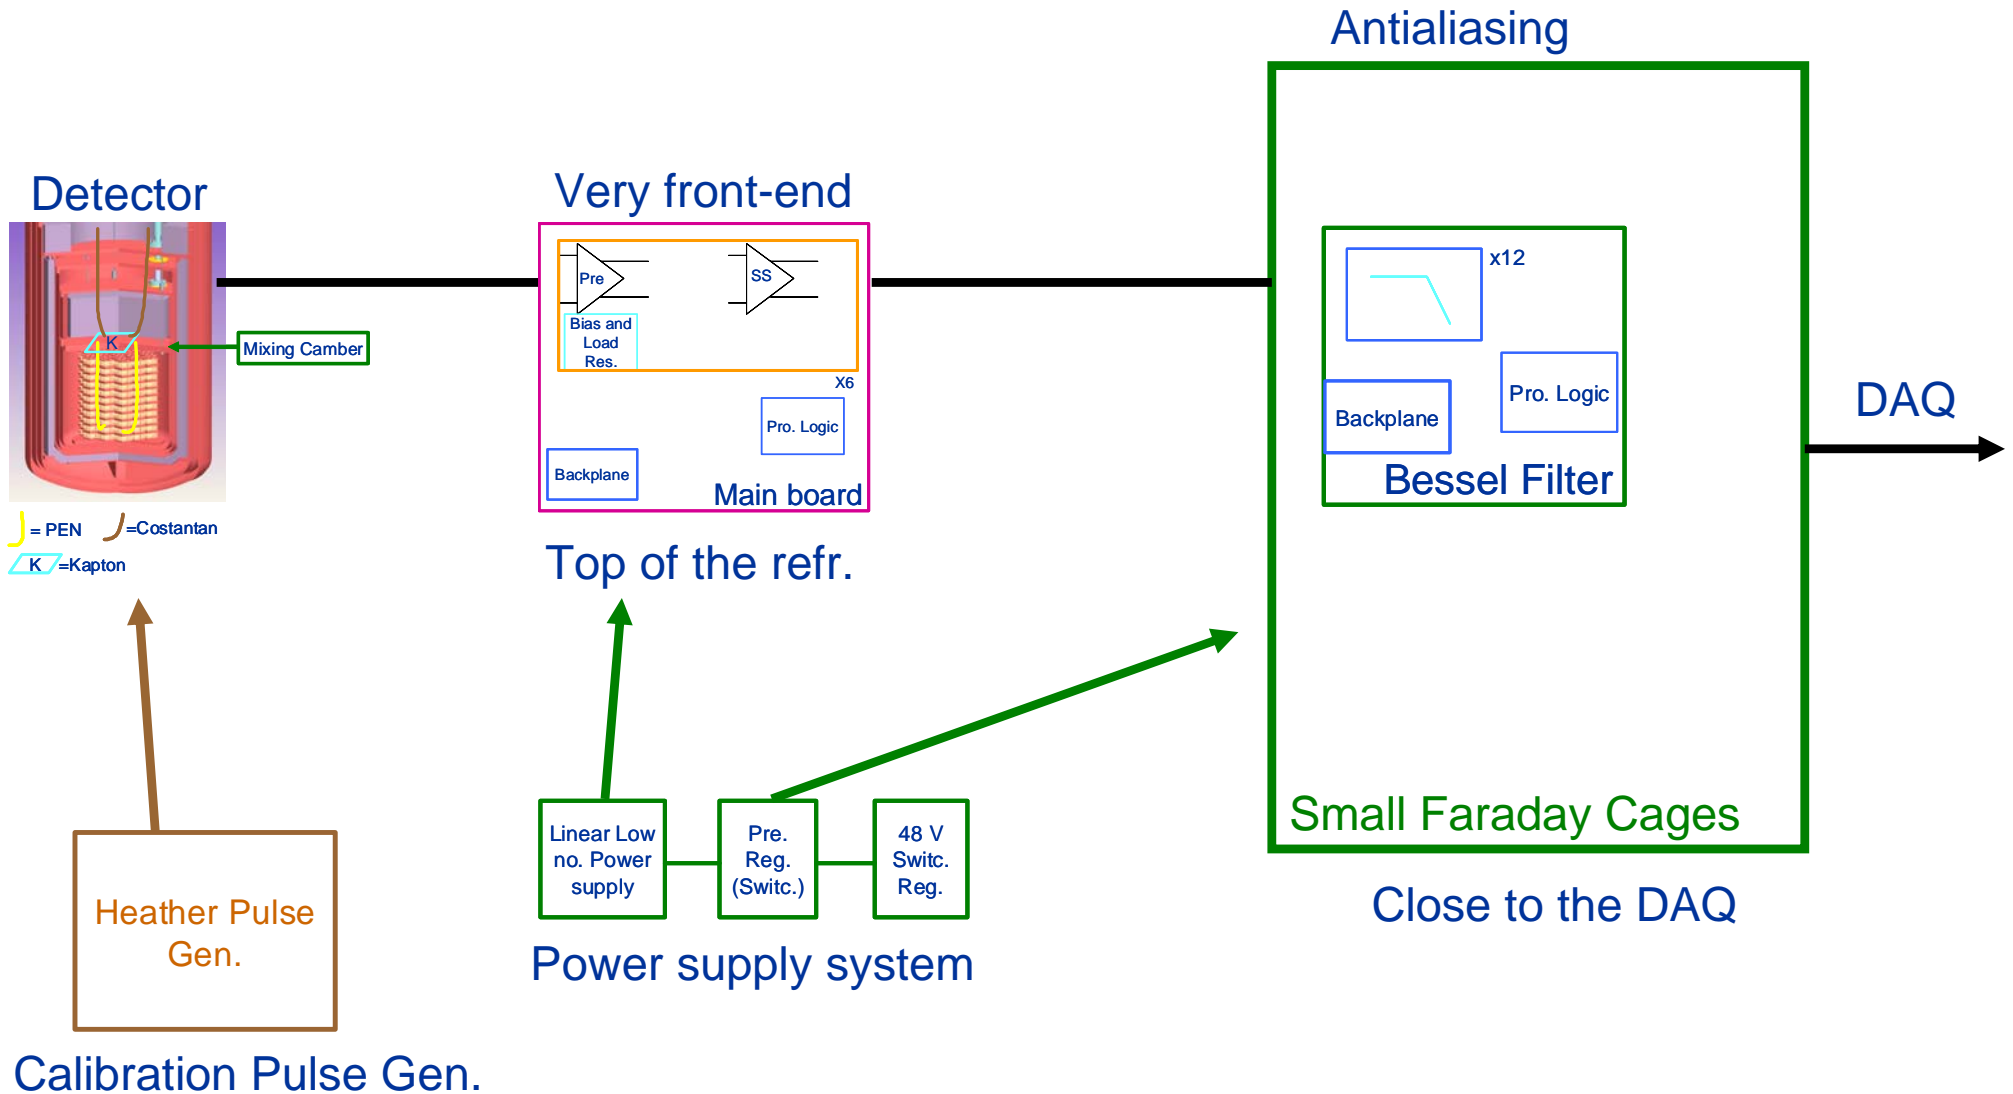 Antialiasing
Detector
Very front-end
Pre
SS
Bias and
Load
Res.
X6
Pro. Logic
Backplane
Main board
Top of the refr.
K
Mixing Camber
= PEN
=Costantan
K
=Kapton
x12
Pro. Logic
Backplane
Bessel Filter
DAQ
Small Faraday Cages
Close to the DAQ
Linear Low
no. Power
supply
Pre.
Reg.
(Switc.)
48 V
Switc.
Reg.
Power supply system
Heather Pulse
Gen.
Calibration Pulse Gen.